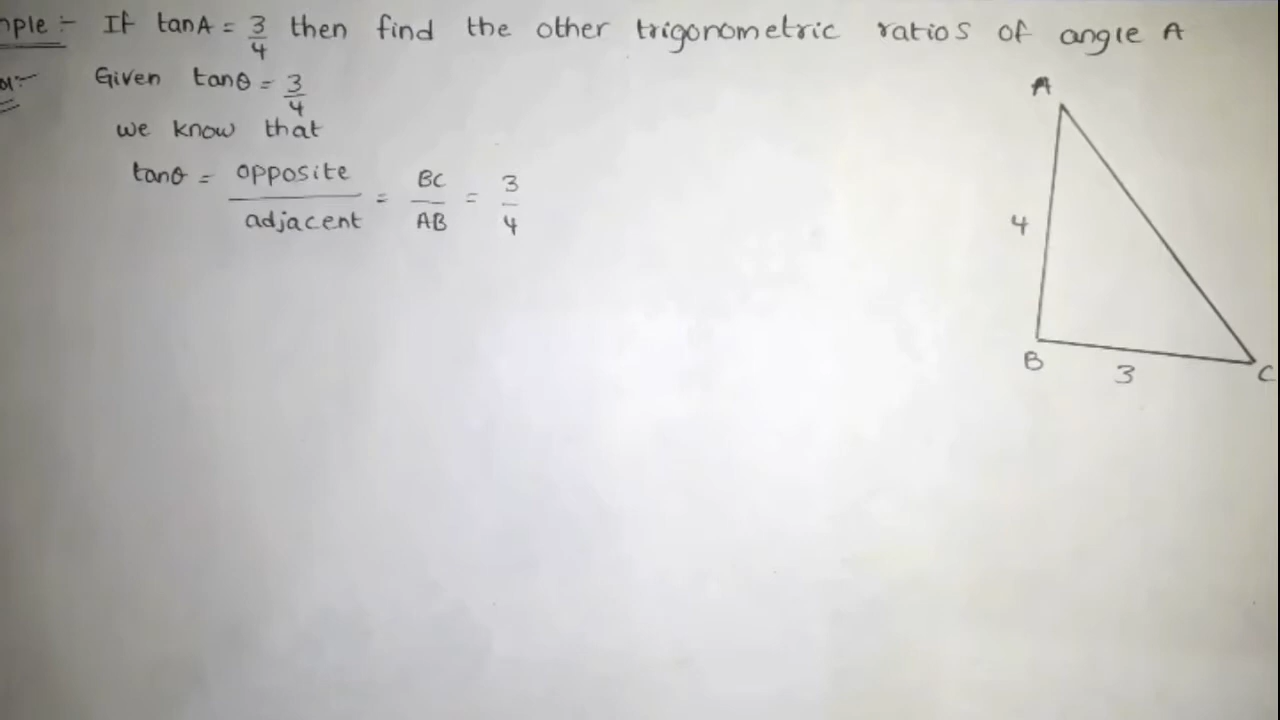 If tanA = 3/4 then find the other trigonometric ratios of angle A
Given tanθ = 3/4
we know that
tanθ = opposite/adjacent = BC/AB = 3/4
A
4
B
3
C